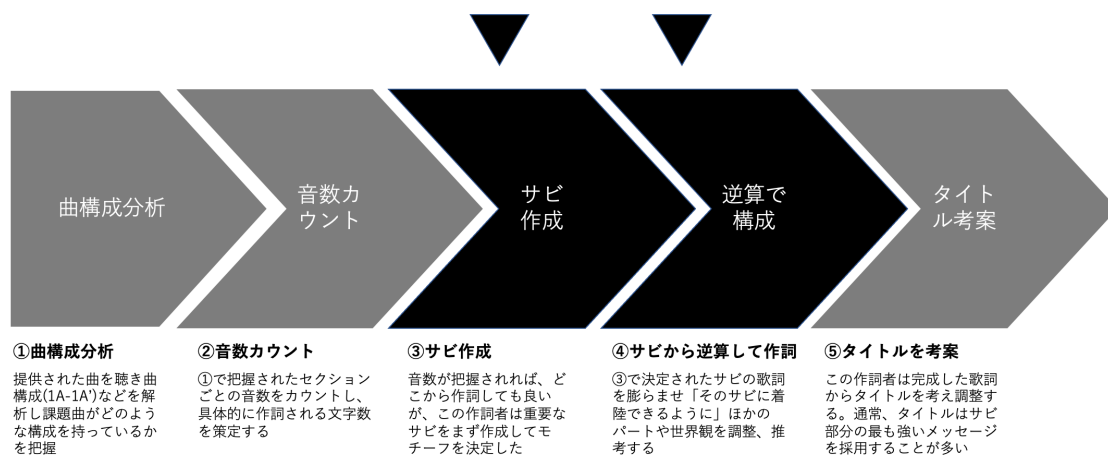 曲構成分析
音数カ
ウント
サビ
作成
逆算で
構成
タイト
ル考案
①曲構成分析
提供された曲を聴き曲
構成(1A-1A')などを解
析し課題曲がどのよう
な構成を持っているか
を把握
②音数カウント
①で把握されたセクション
ごとの音数をカウントし、
具体的に作詞される文字数
を策定する
③サビ作成
音数が把握されれば、ど
こから作詞しても良い
が、この作詞者は重要な
サビをまず作成してモ
チーフを決定した
④サビから逆算して作詞
③で決定されたサビの歌詞
を膨らませ「そのサビに着
陸できるように」ほかの
パートや世界観を調整、推
考する
⑤タイトルを考案
この作詞者は完成した歌詞
からタイトルを考え調整す
る。通常、タイトルはサビ
部分の最も強いメッセージ
を採用することが多い